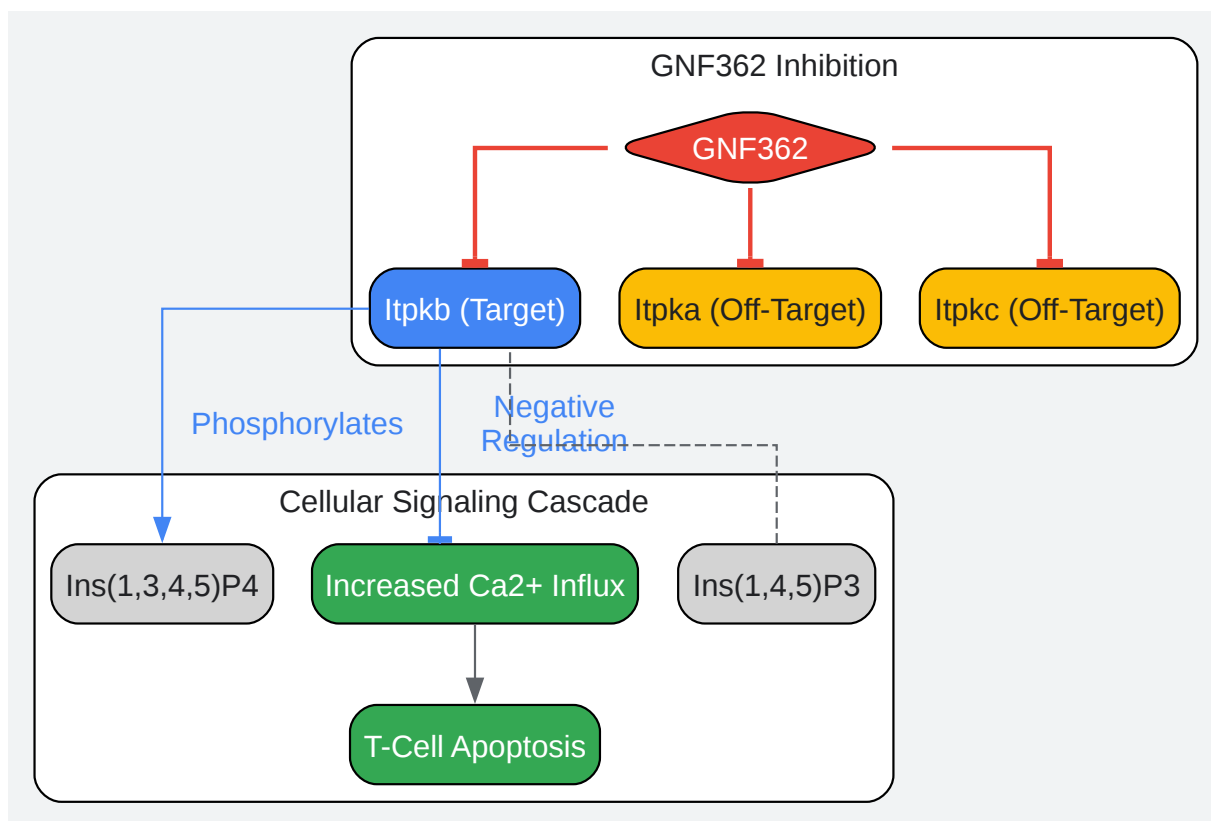 GNF362 Inhibition
GNF362
Itpkb (Target)
Itpka (Off-Target)
Itpkc (Off-Target)
Phosphorylates
Negative
Regulation
Cellular Signaling Cascade
Ins(1,3,4,5)P4
Increased Ca2+ Influx
Ins(1,4,5)P3
T-Cell Apoptosis